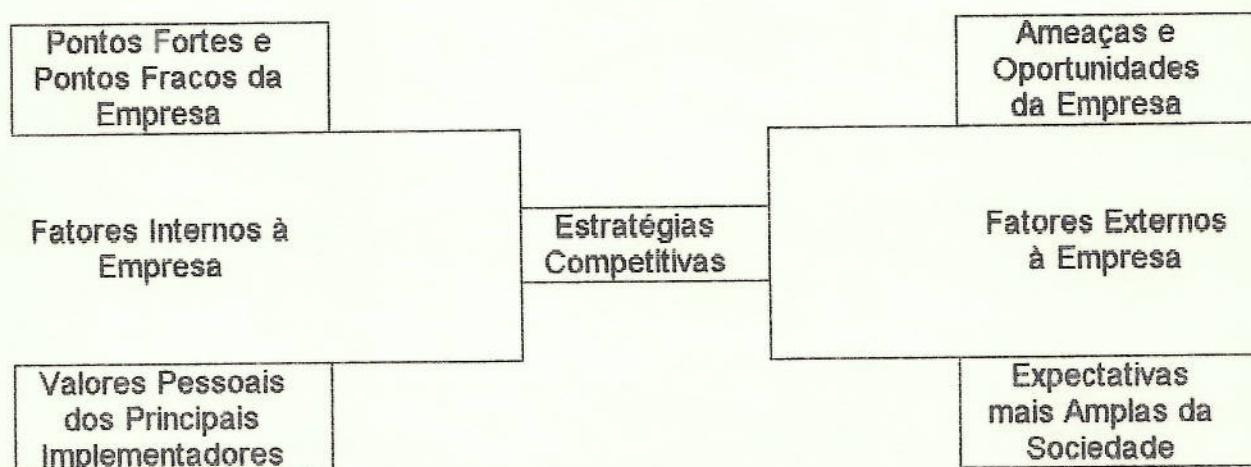 Pontos Fortes e
Pontos Fracos da
Empresa
Ameaças e
Oportunidades
da Empresa
Fatores Internos à
Empresa
Estratégias
Competitivas
Fatores Externos
à Empresa
Valores Pessoais
dos Principais
Implementadores
Expectativas
mais Amplas da
Sociedade